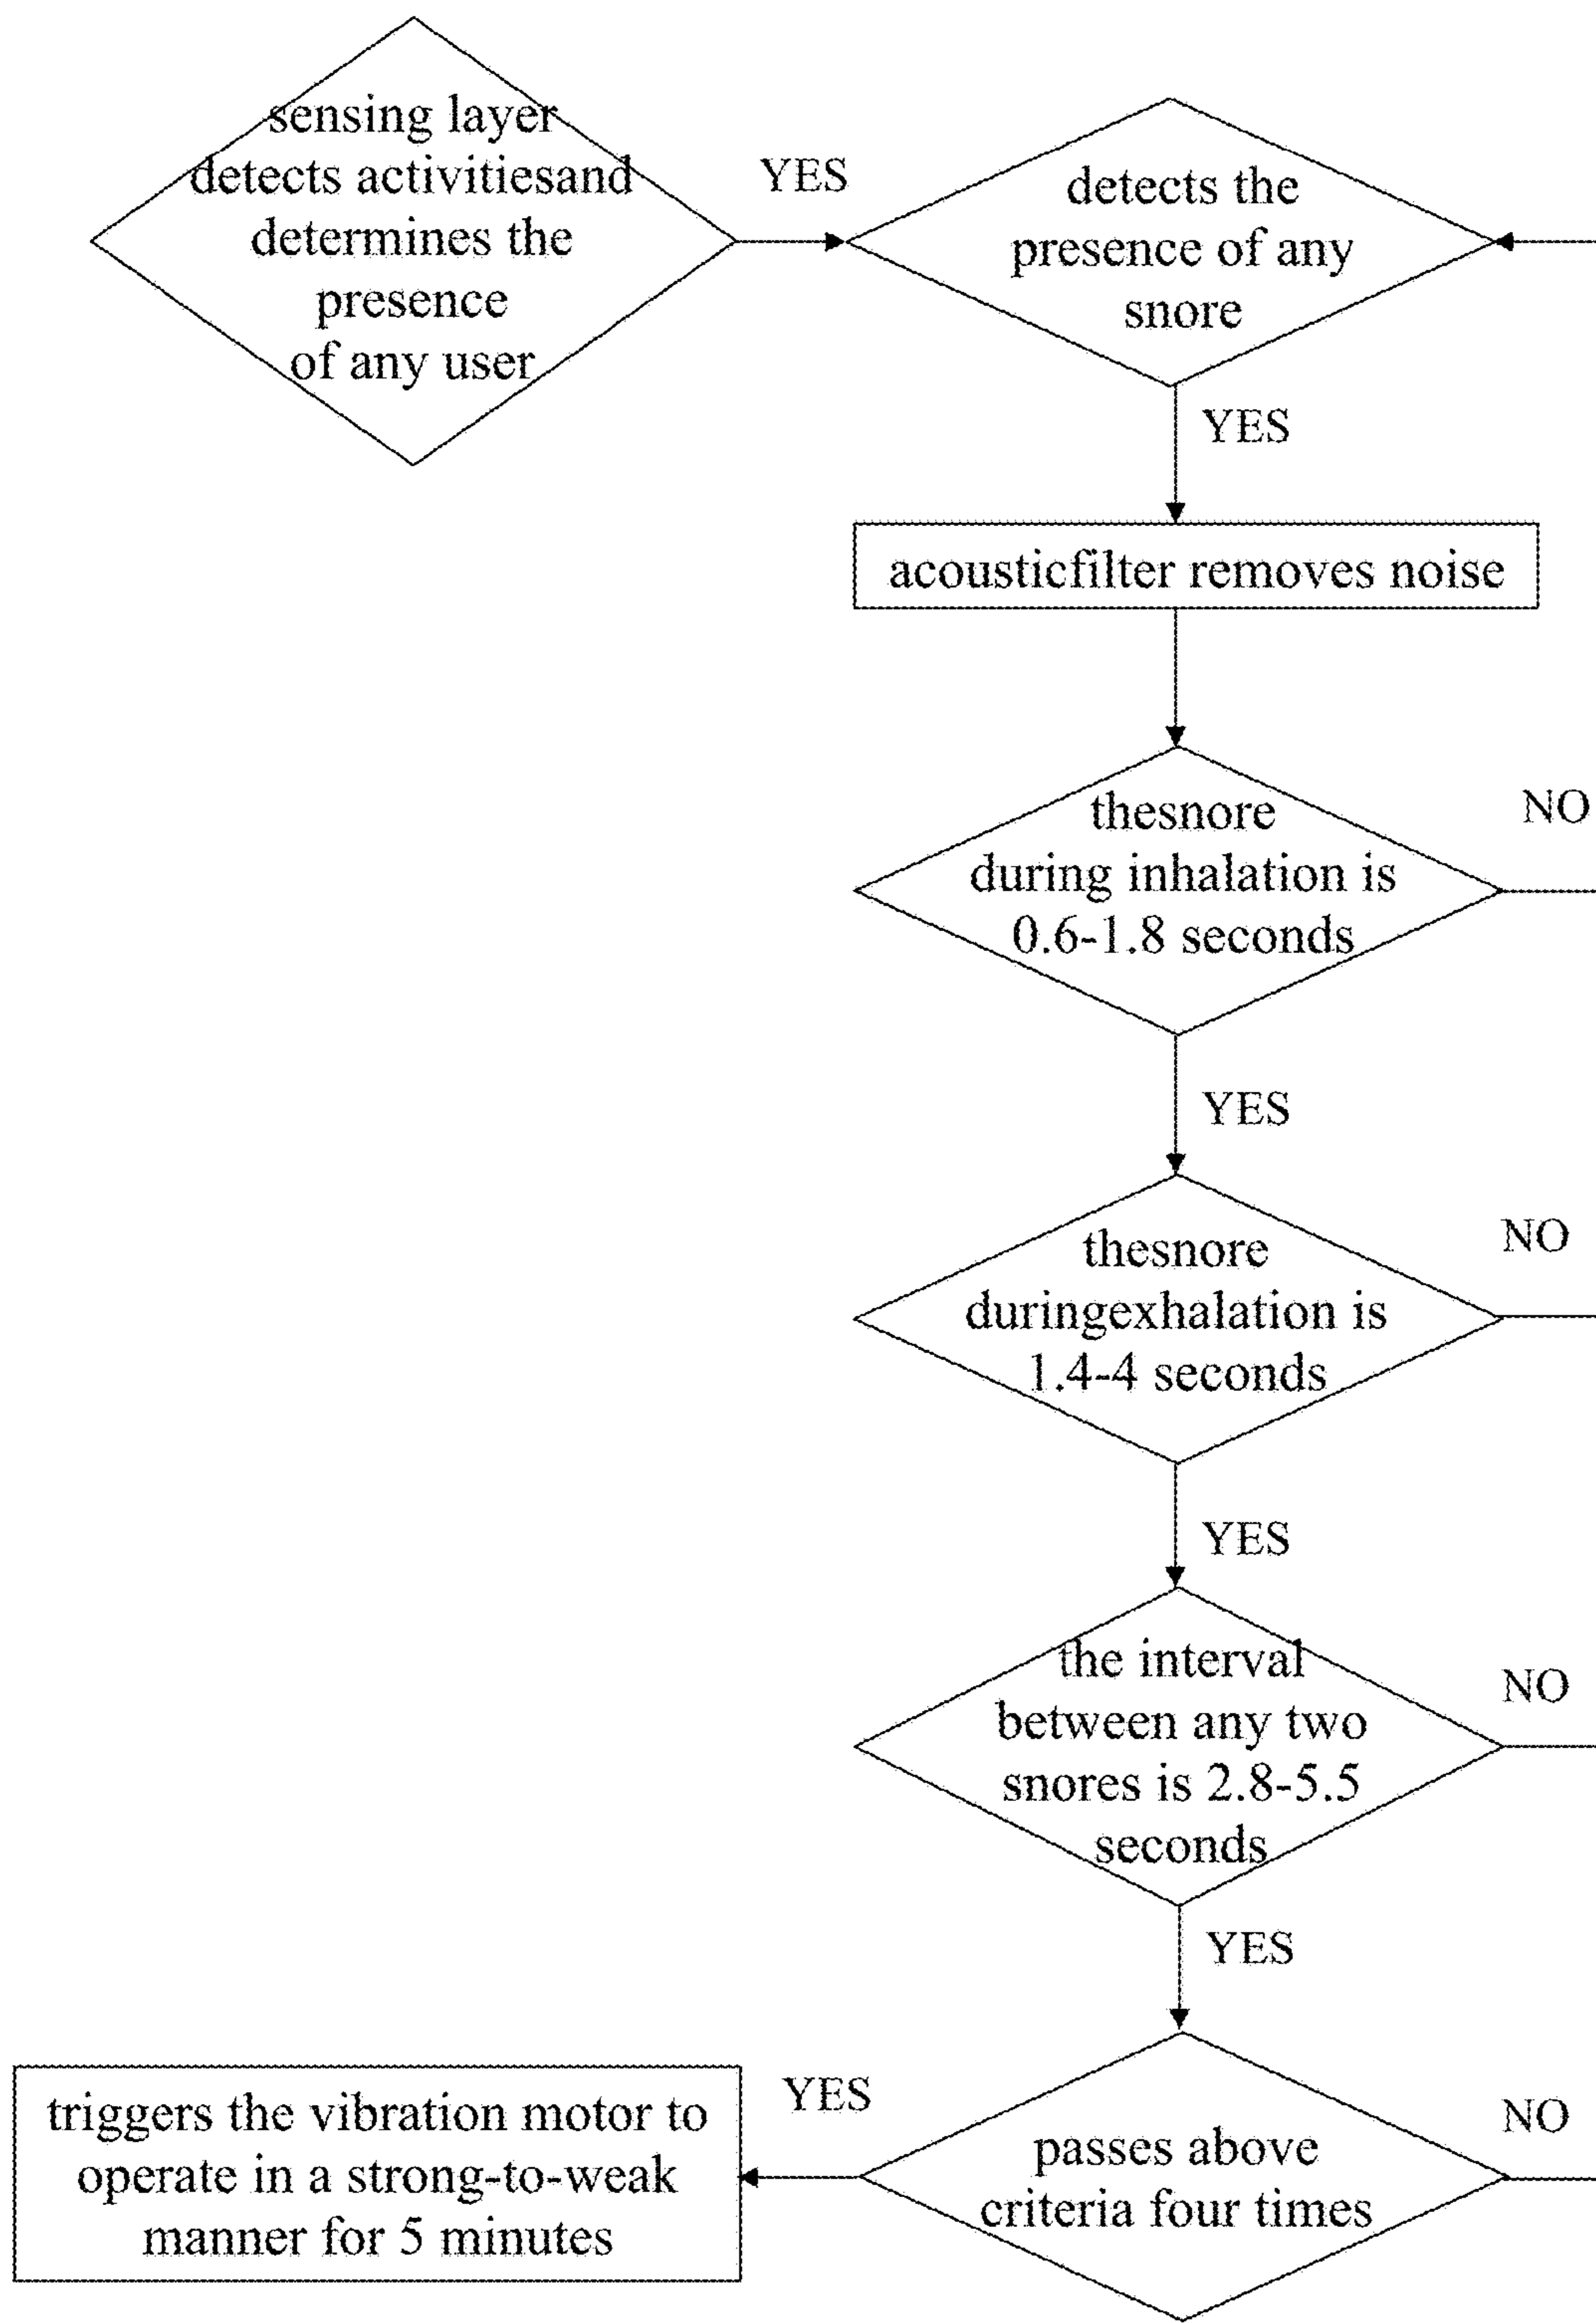 sensing layer
detects activitiesand
determines the
presence
of any user
YES
detects the
presence of any
snore
YES
acousticfilter removes noise
thesnore
during inhalation is
0.6-1.8 seconds
NO
YES
thesnore
duringexhalation is
1.4-4 seconds
NO
YES
the interval
between any two
snores is 2.8-5.5
seconds
NO
YES
passes above
criteria four times
NO
YES
triggers the vibration motor to
operate in a strong-to-weak
manner for 5 minutes